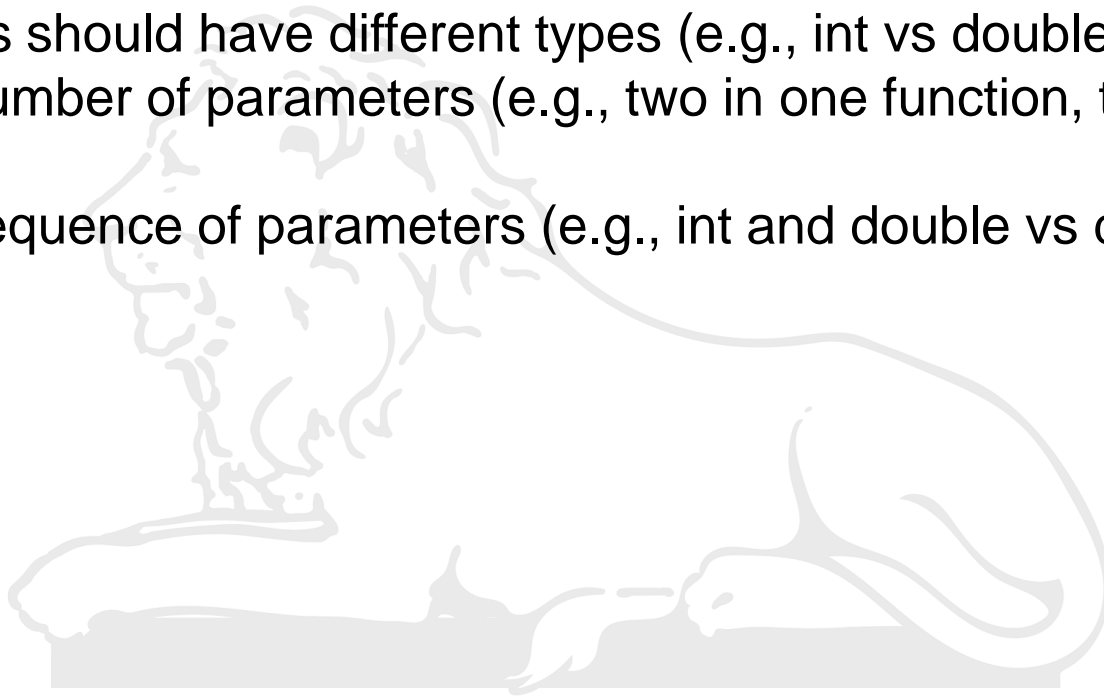 s should have different types (e.g., int vs double
umber of parameters (e.g., two in one function, t
equence of parameters (e.g., int and double vs